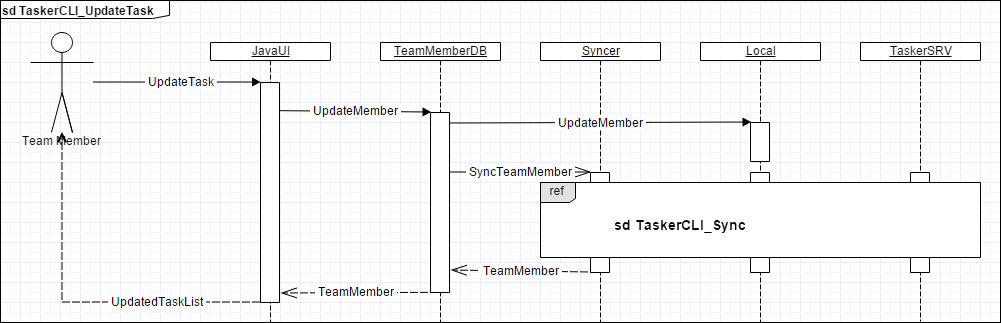 sd TaskerCLI_UpdateTask
JavaUI
TeamMemberDB
Syncer
Local
TaskerSRV
UpdateTask
UpdateMember
UpdateMember
Team Member
SyncTeamMember
ref
sd TaskerCLI_Sync
TeamMember
TeamMember
UpdatedTaskList